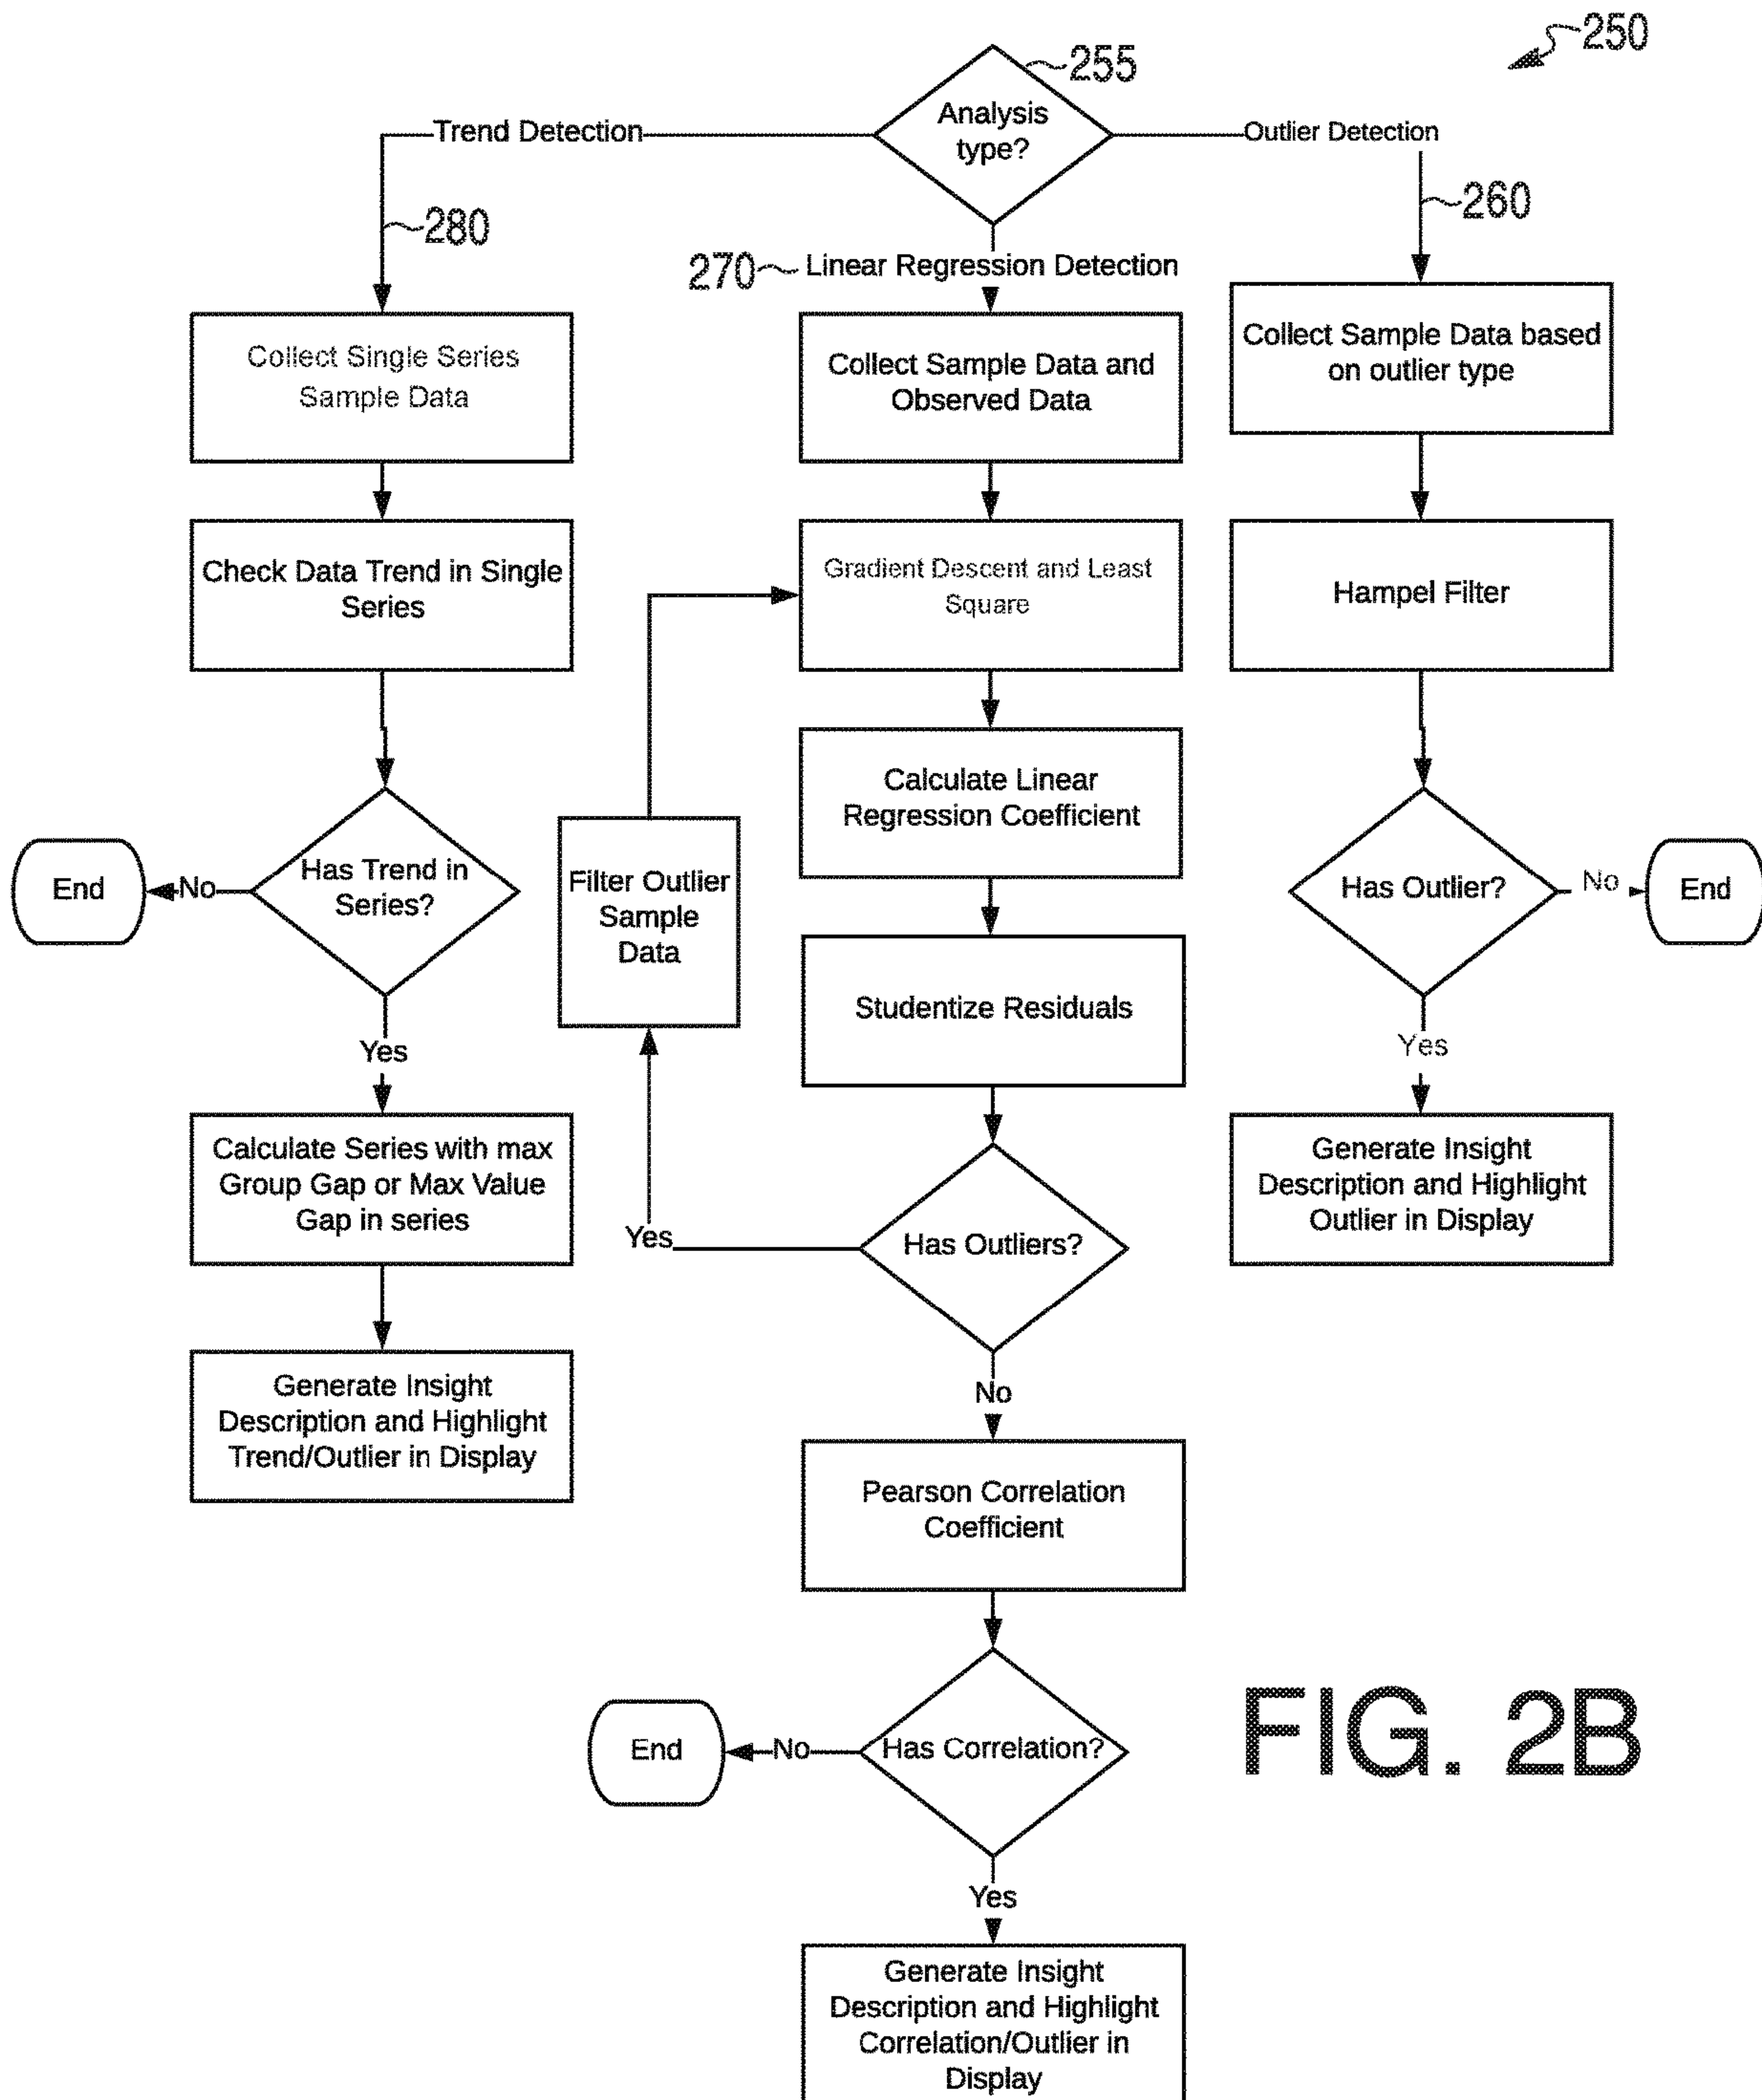 250
255
Analysis
type?
Trend Detection
Outlier Detection
280
260
270
Linear Regression Detection
Collect Single Series
Sample Data
Collect Sample Data and
Observed Data
Collect Sample Data based
on outlier type
Check Data Trend in Single
Series
Gradient Descent and Least
Square
Hampel Filter
Calculate Linear
Regression Coefficient
End
No
Has Trend in
Series?
Filter Outlier
Sample
Data
Has Outlier?
No
End
Studentize Residuals
Yes
Yes
Calculate Series with max
Group Gap or Max Value
Gap in series
Generate Insight
Description and Highlight
Outlier in Display
Yes
Has Outliers?
Generate Insight
Description and Highlight
Trend/Outlier in Display
No
Pearson Correlation
Coefficient
End
No
Has Correlation?
FIG. 2B
Yes
Generate Insight
Description and Highlight
Correlation/Outlier in
Display